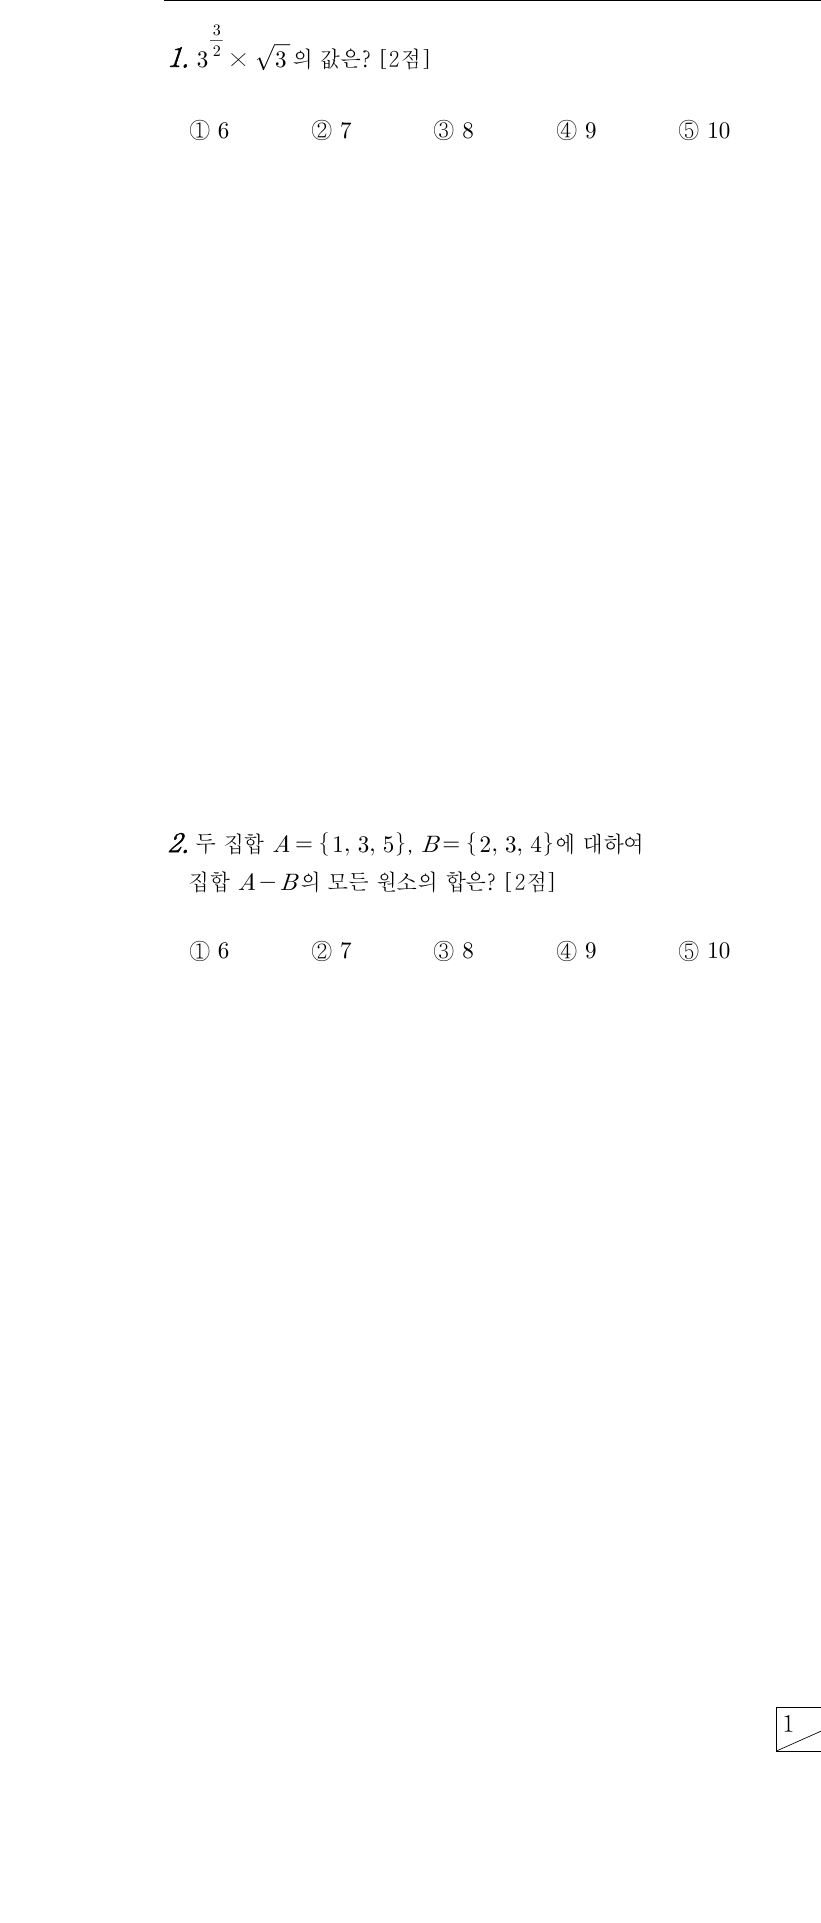 1. $3^{\frac{3}{2}} \times \sqrt{3}$ 의 값은? [2점]
① 6 ② 7 ③ 8 ④ 9 ⑤ 10
2. 두 집합 A={1, 3, 5}, B={2, 3, 4}에 대하여
집합 A-B의 모든 원소의 합은? [2점]
① 6 ② 7 ③ 8 ④ 9 ⑤ 10
1